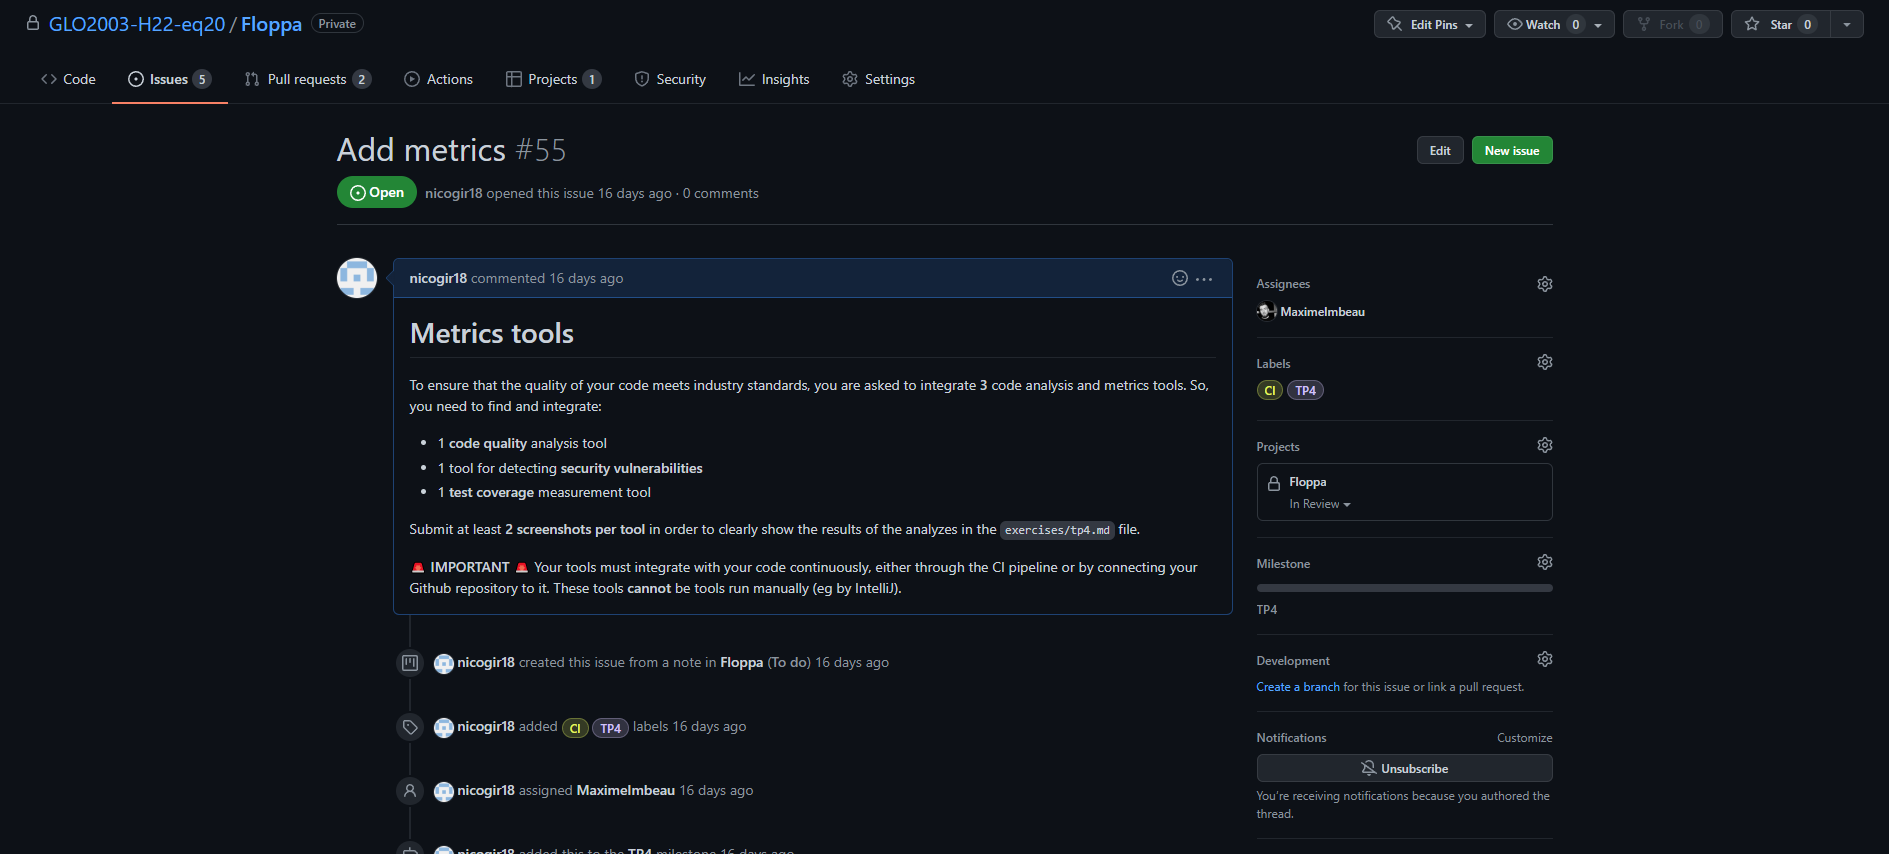 GLO2003-H22-eq20 / Floppa Private
Edit Pins Watch 0 Fork 0 Star 0
Code Issues 5 Pull requests 2 Actions Projects 1 Security Insights Settings
Add metrics #55
Edit New issue
Open nicogir18 opened this issue 16 days ago · 0 comments
nicogir18 commented 16 days ago
Metrics tools
To ensure that the quality of your code meets industry standards, you are asked to integrate 3 code analysis and metrics tools. So,
you need to find and integrate:
• 1 code quality analysis tool
• 1 tool for detecting security vulnerabilities
• 1 test coverage measurement tool
Submit at least 2 screenshots per tool in order to clearly show the results of the analyzes in the exercises/tp4.md file.
🚨 IMPORTANT 🚨 Your tools must integrate with your code continuously, either through the CI pipeline or by connecting your
Github repository to it. These tools cannot be tools run manually (eg by IntelliJ).
nicogir18 created this issue from a note in Floppa (To do) 16 days ago
nicogir18 added CI TP4 labels 16 days ago
nicogir18 assigned MaximeImbeau 16 days ago
nicogir18 added this to the TP4 milestone 16 days ago
Assignees
MaximeImbeau
Labels
CI TP4
Projects
Floppa
In Review
Milestone
TP4
Development
Create a branch for this issue or link a pull request.
Notifications Customize
Unsubscribe
You're receiving notifications because you authored the
thread.